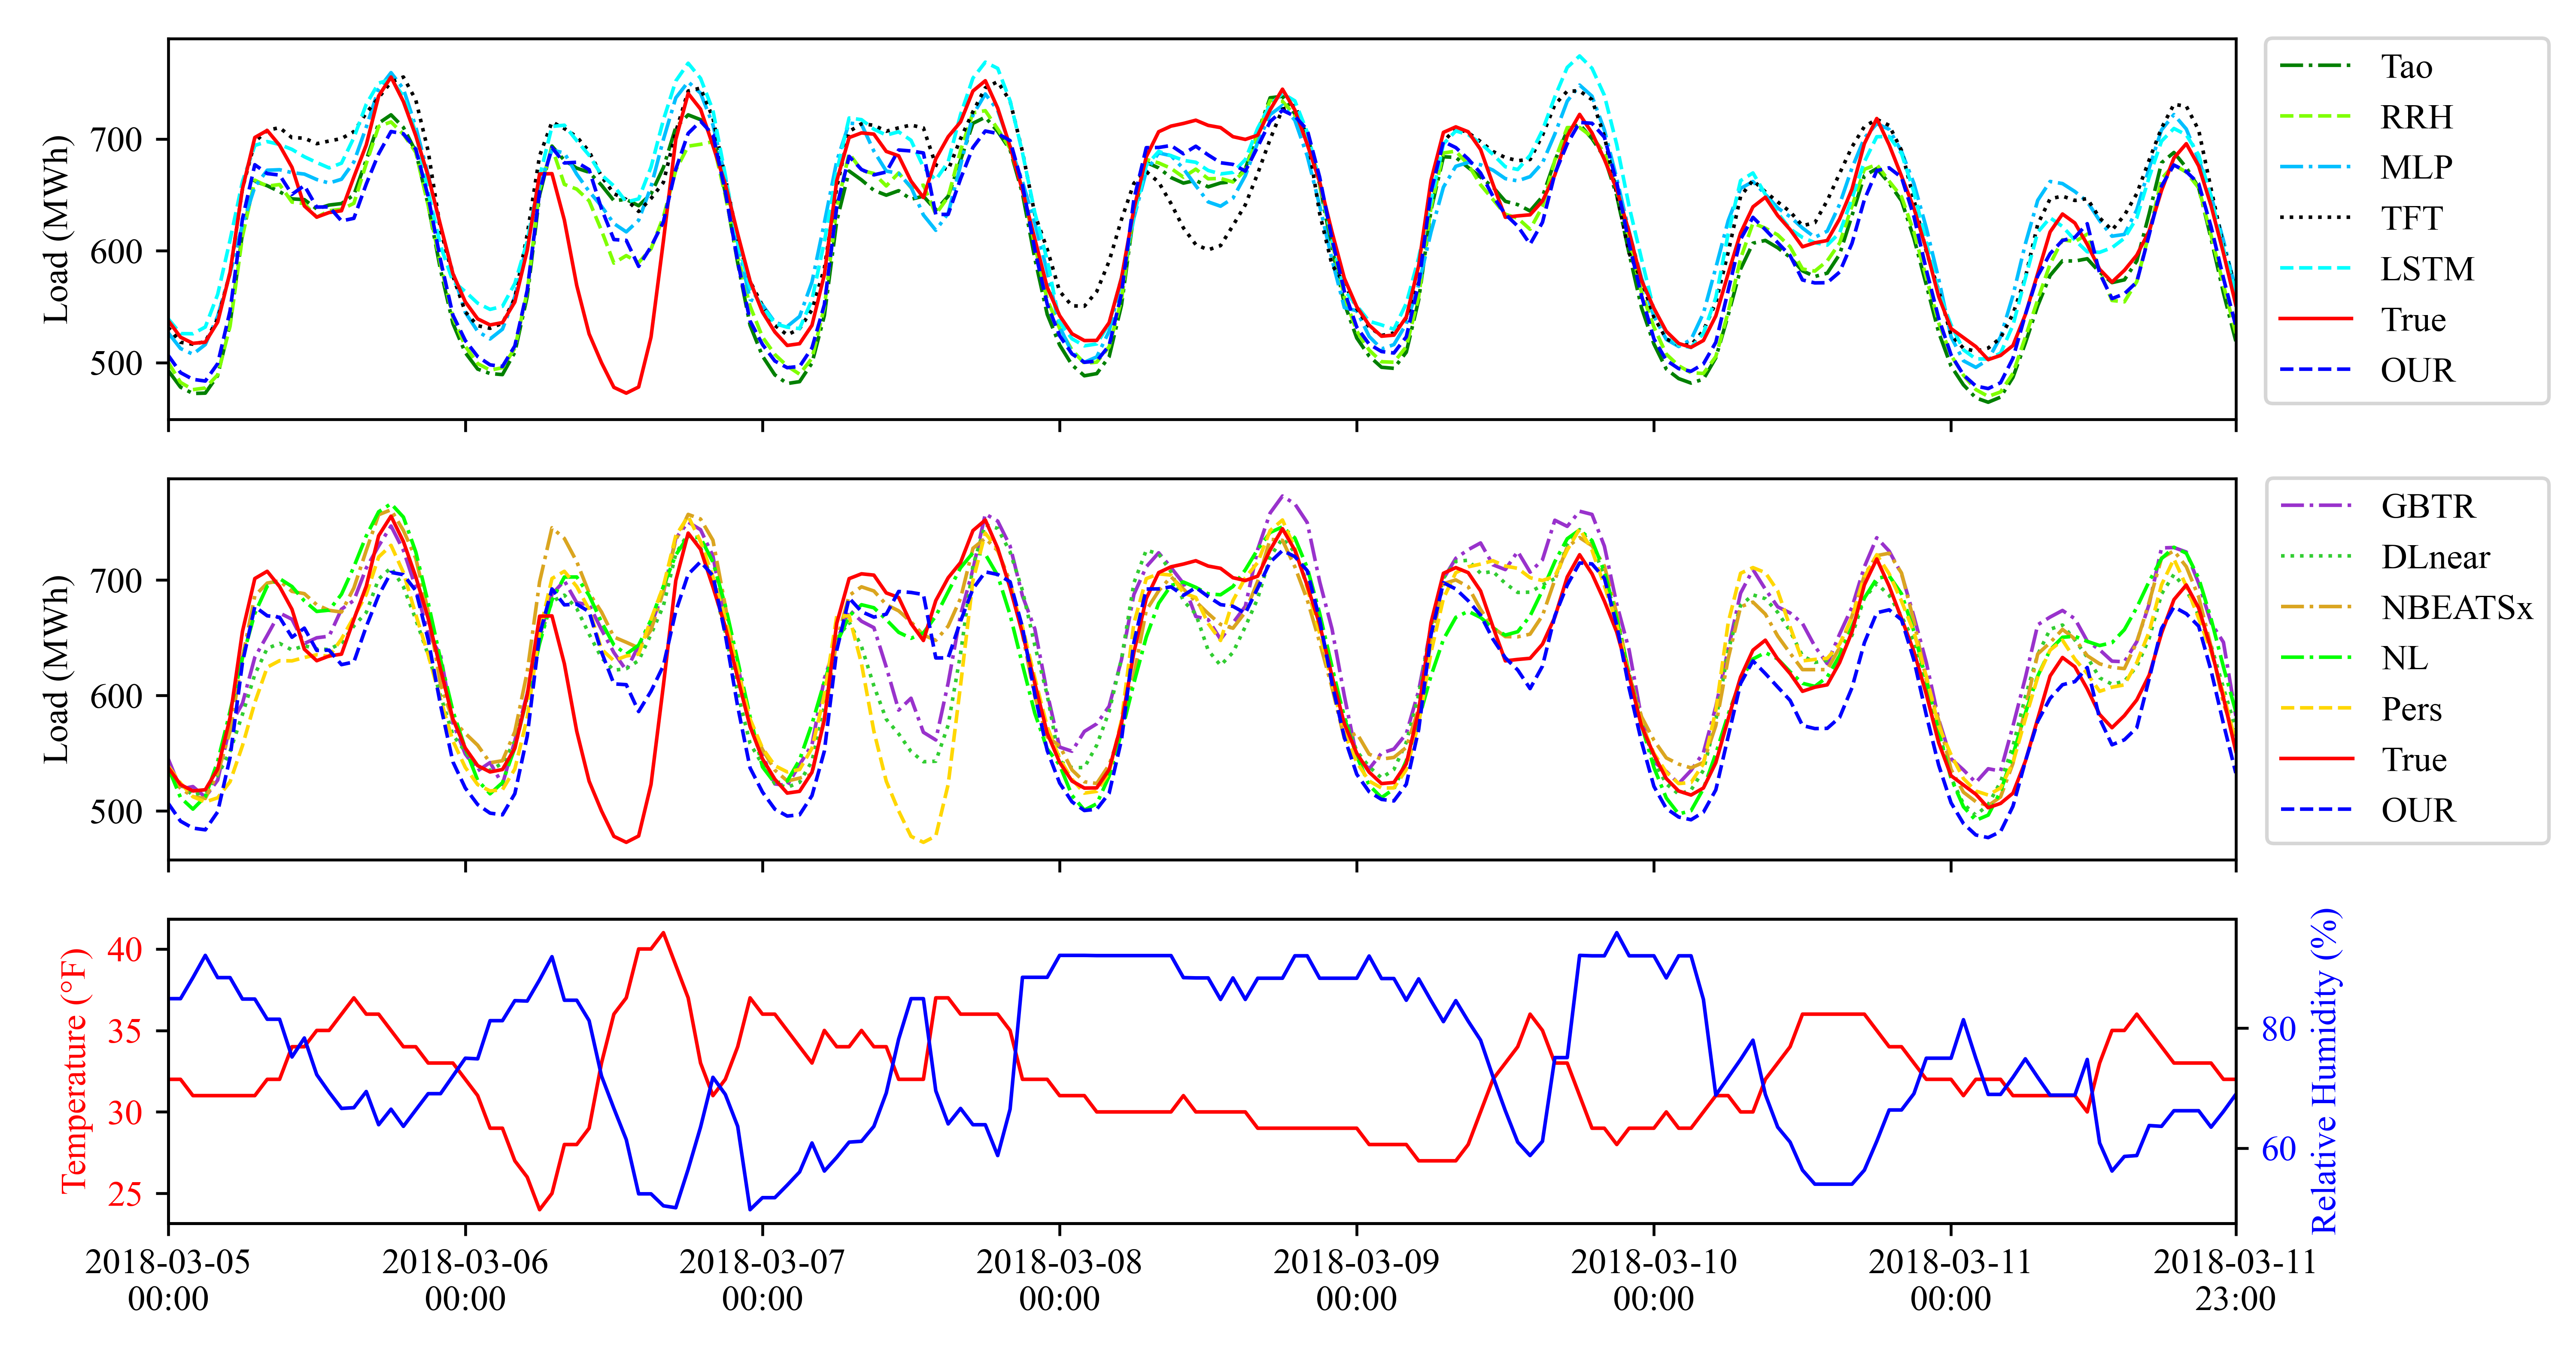 Load (MWh)
700
600
500
Tao
RRH
MLP
TFT
LSTM
True
OUR
Load (MWh)
700
600
500
GBTR
DLnear
NBEATSx
NL
Pers
True
OUR
Temperature (°F)
40
35
30
25
80
60
Relative Humidity (%)
2018-03-05 2018-03-06 2018-03-07 2018-03-08 2018-03-09 2018-03-10 2018-03-11 2018-03-11
00:00 00:00 00:00 00:00 00:00 00:00 00:00 23:00